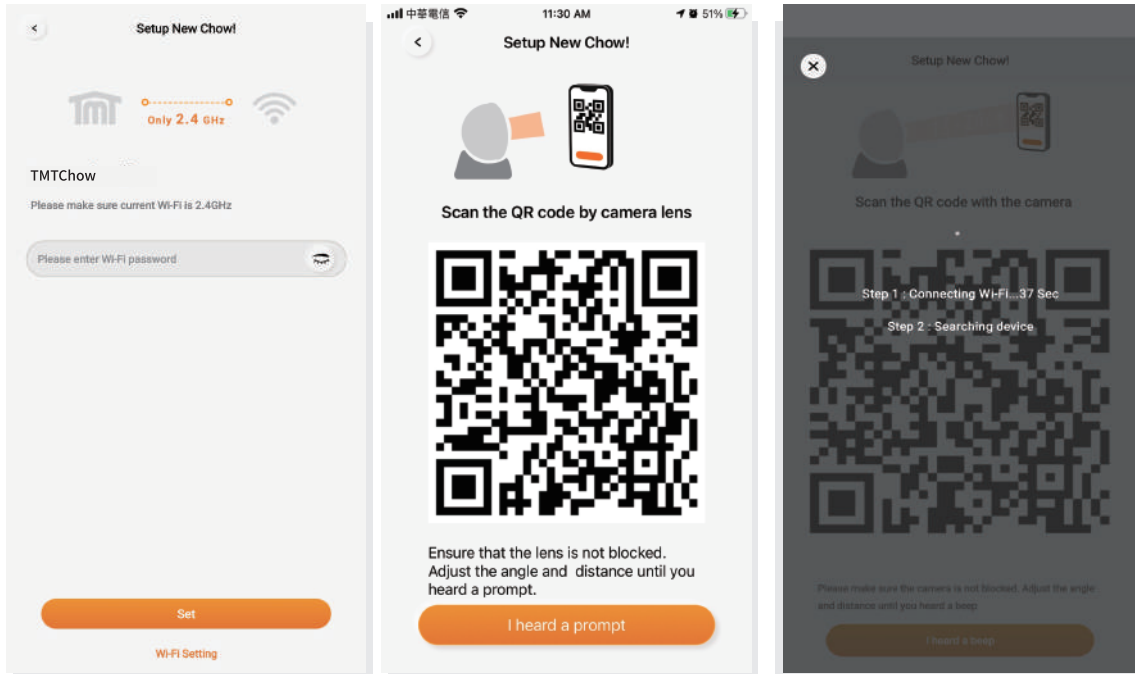 Setup New Chow!
TMT
Only 2.4 GHz
TMTChow
Please make sure current Wi-Fi is 2.4GHz
Please enter Wi-Fi password
Set
Wi-Fi Setting
中華電信
11:30 AM
51%
Setup New Chow!
Scan the QR code by camera lens
Ensure that the lens is not blocked.
Adjust the angle and distance until you
heard a prompt.
I heard a prompt
Setup New Chow!
Scan the QR code with the camera
Step 1 : Connecting Wi-Fi...37 Sec
Step 2 : Searching device
Please make sure the camera is not blocked. Adjust the angle
and distance until you heard a beep
I heard a beep